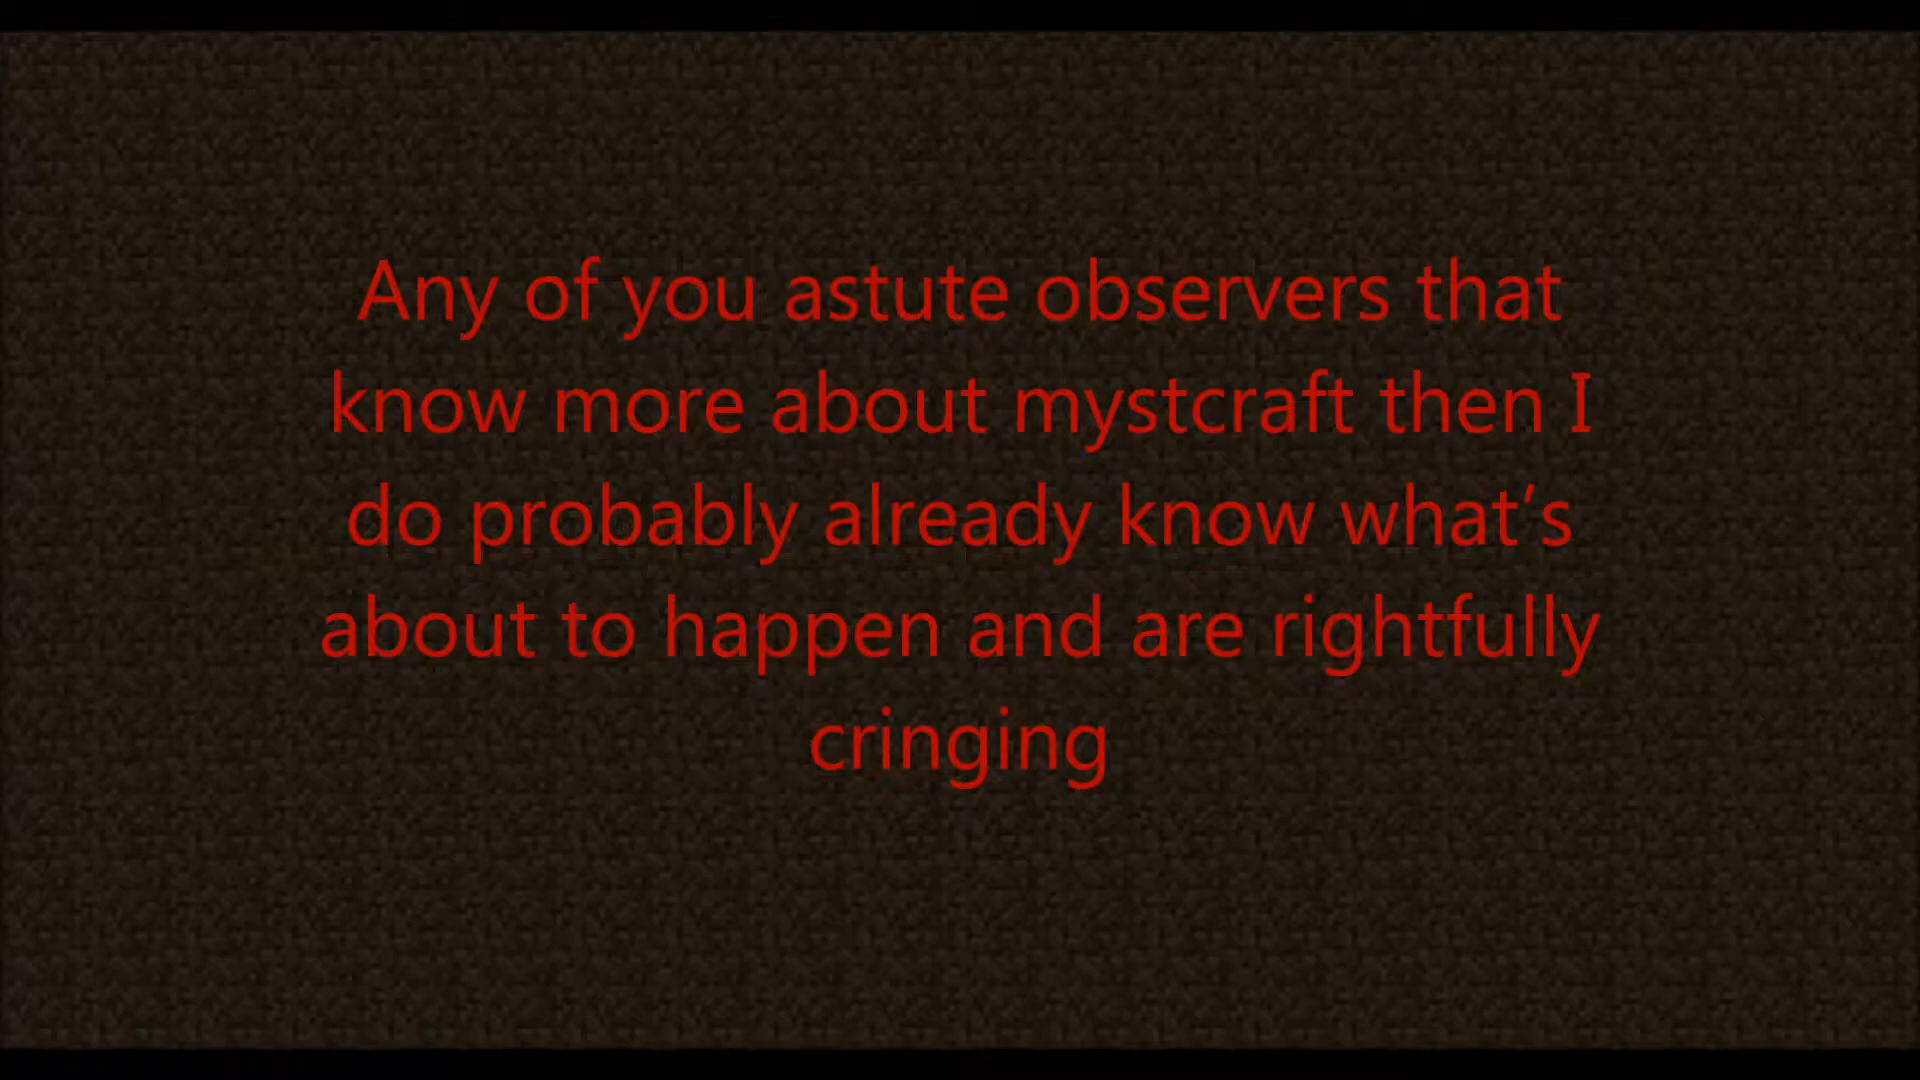 Any of you astute observers that
know more about mystcraft then I
do probably already know what's
about to happen and are rightfully
cringing